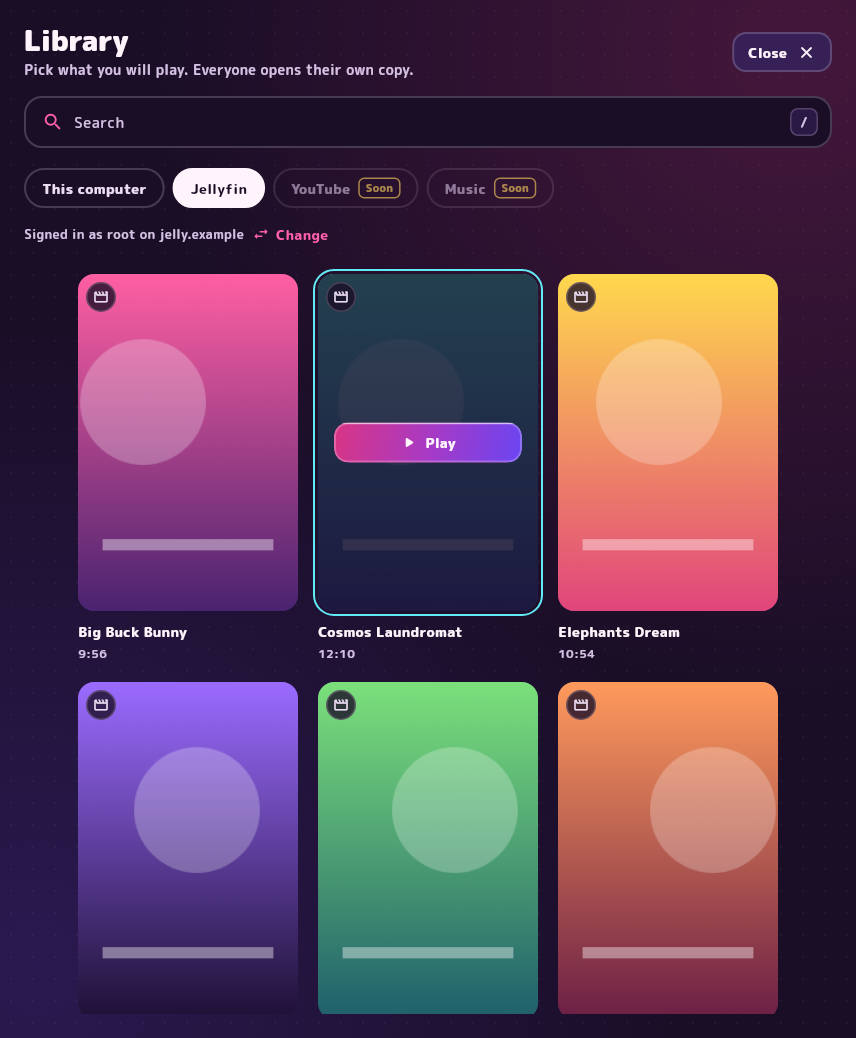 Library
Close
Pick what you will play. Everyone opens their own copy.
Search
/
This computer
Jellyfin
YouTube Soon
Music Soon
Signed in as root on jelly.example
Change
Play
Big Buck Bunny
9:56
Cosmos Laundromat
12:10
Elephants Dream
10:54